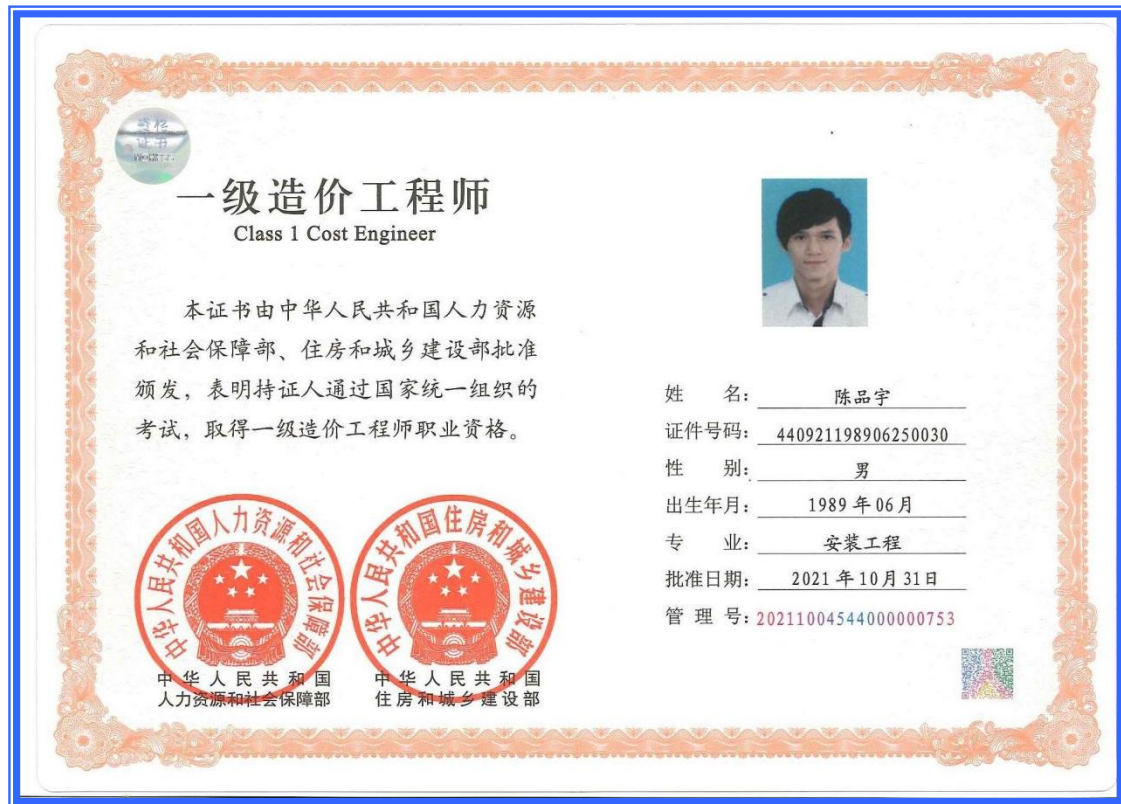 资格
证书
一级造价工程师
Class 1 Cost Engineer
本证书由中华人民共和国人力资源
和社会保障部、住房和城乡建设部批准
颁发，表明持证人通过国家统一组织的
考试，取得一级造价工程师职业资格。
中华人民共和国人力资源和社会保障部
中华人民共和国住房和城乡建设部
中华人民共和国
人力资源和社会保障部
中华人民共和国
住房和城乡建设部
姓 名： 陈品宇
证件号码： 440921198906250030
性 别： 男
出生年月： 1989年06月
专 业： 安装工程
批准日期： 2021年10月31日
管 理 号：20211004544000000753